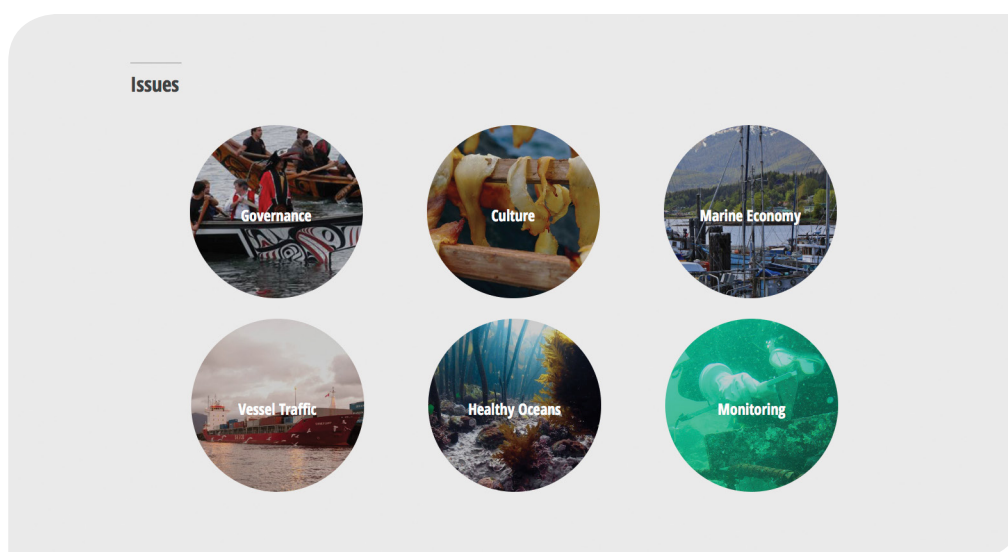 Issues
Governance
Culture
Marine Economy
Vessel Traffic
Healthy Oceans
Monitoring